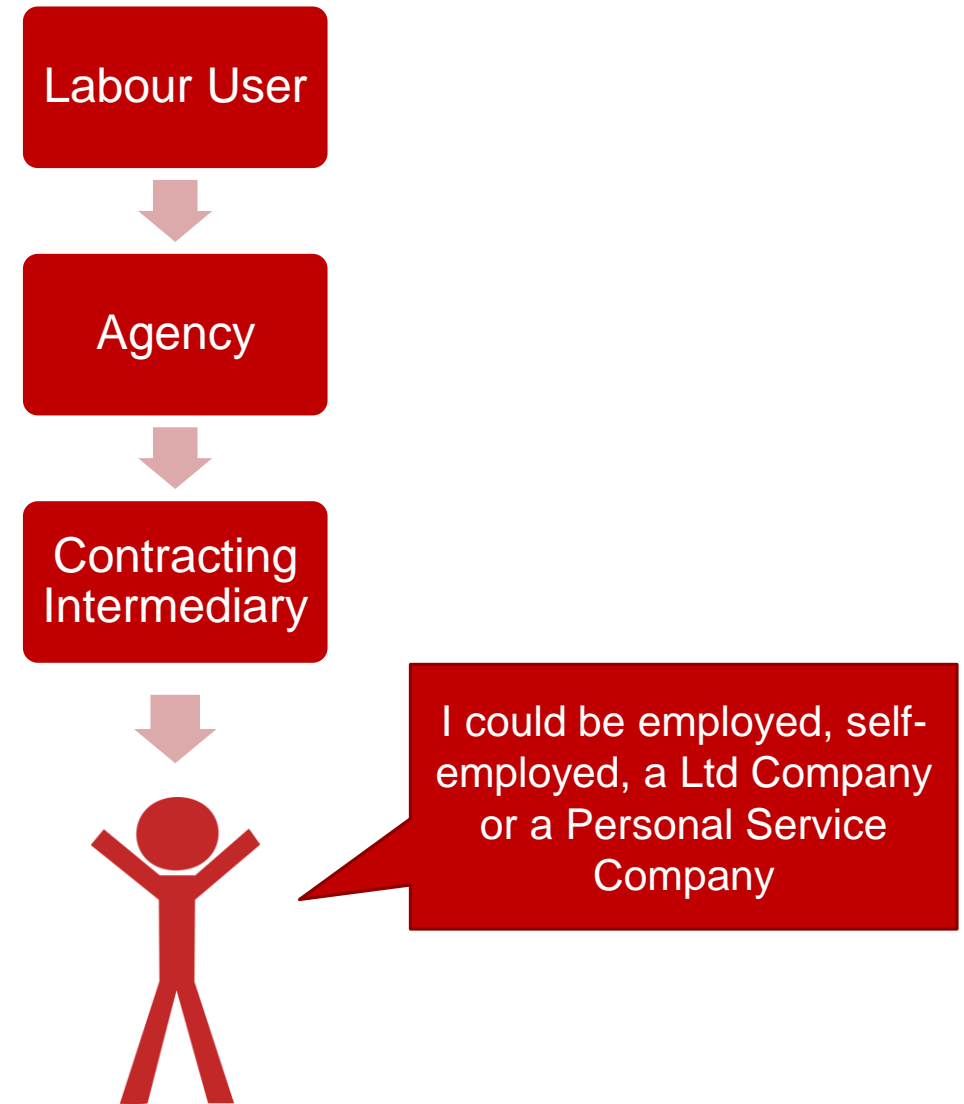 Labour User
Agency
Contracting
Intermediary
I could be employed, self-
employed, a Ltd Company
or a Personal Service
Company